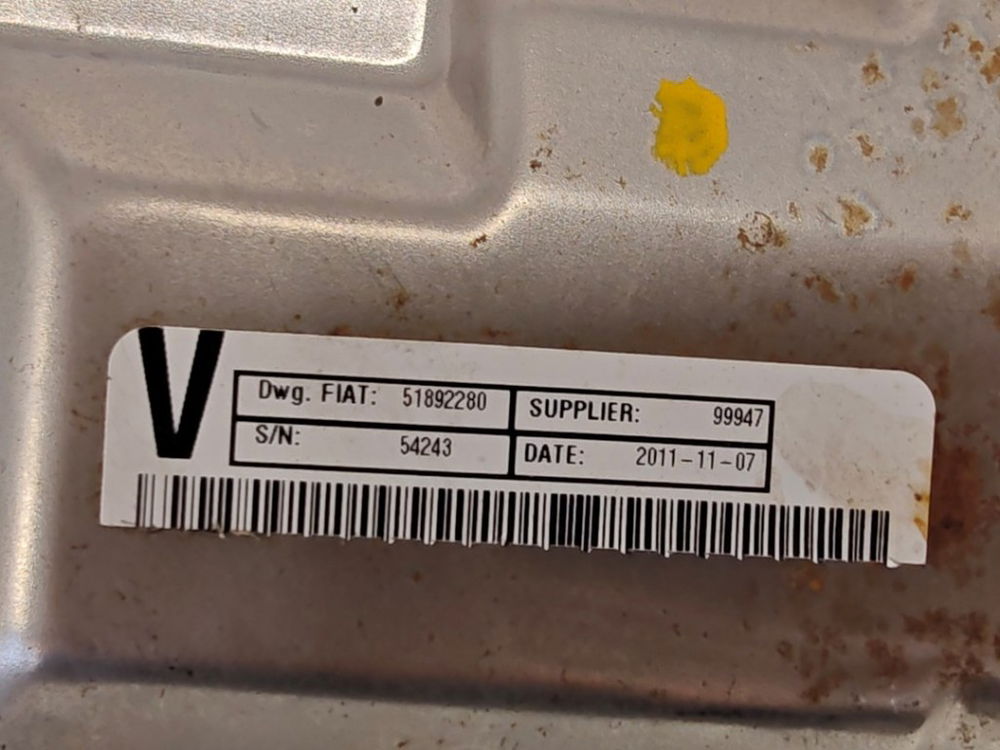 V
Dwg. FIAT: 51892280 SUPPLIER: 99947
S/N: 54243 DATE: 2011-11-07